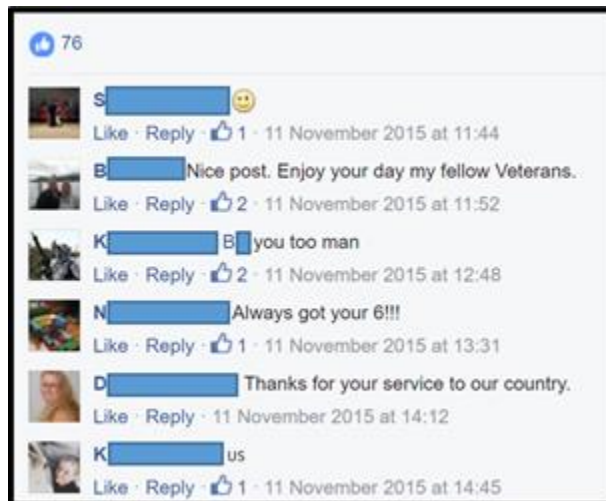 76
S
Like · Reply · 1 · 11 November 2015 at 11:44
B Nice post. Enjoy your day my fellow Veterans.
Like · Reply · 2 · 11 November 2015 at 11:52
K B you too man
Like · Reply · 2 · 11 November 2015 at 12:48
N Always got your 6!!!
Like · Reply · 1 · 11 November 2015 at 13:31
D Thanks for your service to our country.
Like · Reply · 11 November 2015 at 14:12
K us
Like · Reply · 1 · 11 November 2015 at 14:45